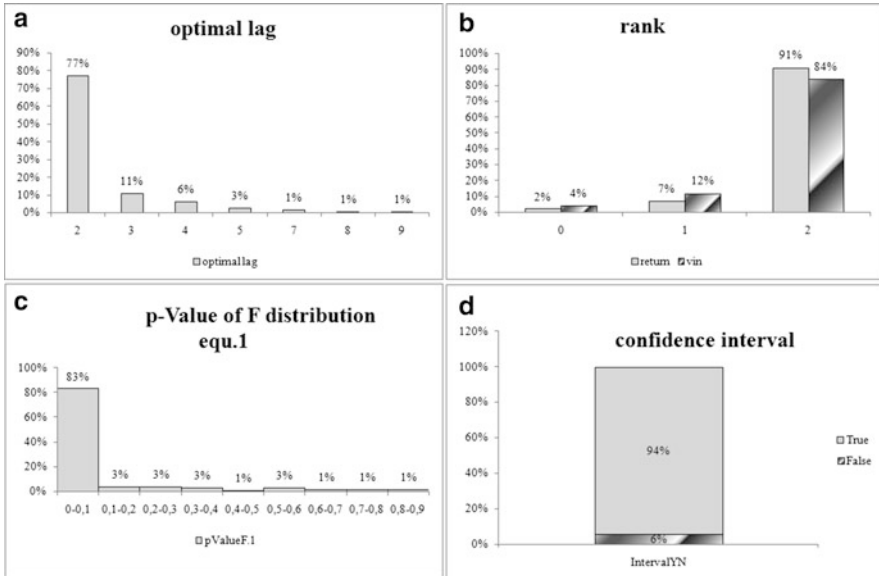 a
optimal lag
90%
80%
70%
60%
50%
40%
30%
20%
10%
0%
77%
11%
6%
3%
1%
1%
1%
2 3 4 5 7 8 9
optimal lag
b
rank
100%
90%
80%
70%
60%
50%
40%
30%
20%
10%
0%
2% 4%
7% 12%
91% 84%
0 1 2
return vin
c
p-Value of F distribution
equ.1
100%
80%
60%
40%
20%
0%
83%
3% 3% 3% 1% 3% 1% 1% 1%
0-0,1 0,1-0,2 0,2-0,3 0,3-0,4 0,4-0,5 0,5-0,6 0,6-0,7 0,7-0,8 0,8-0,9
pValueF.1
d
confidence interval
120%
100%
80%
60%
40%
20%
0%
94%
6%
IntervalYN
True
False